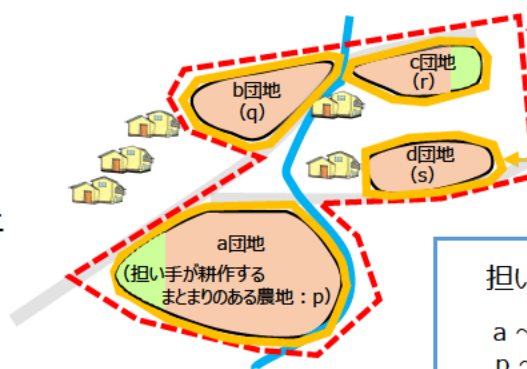 c団地
(r)
b団地
(q)
d団地
(s)
a団地
(担い手が耕作する
まとまりのある農地：p)
担い
a～
p～